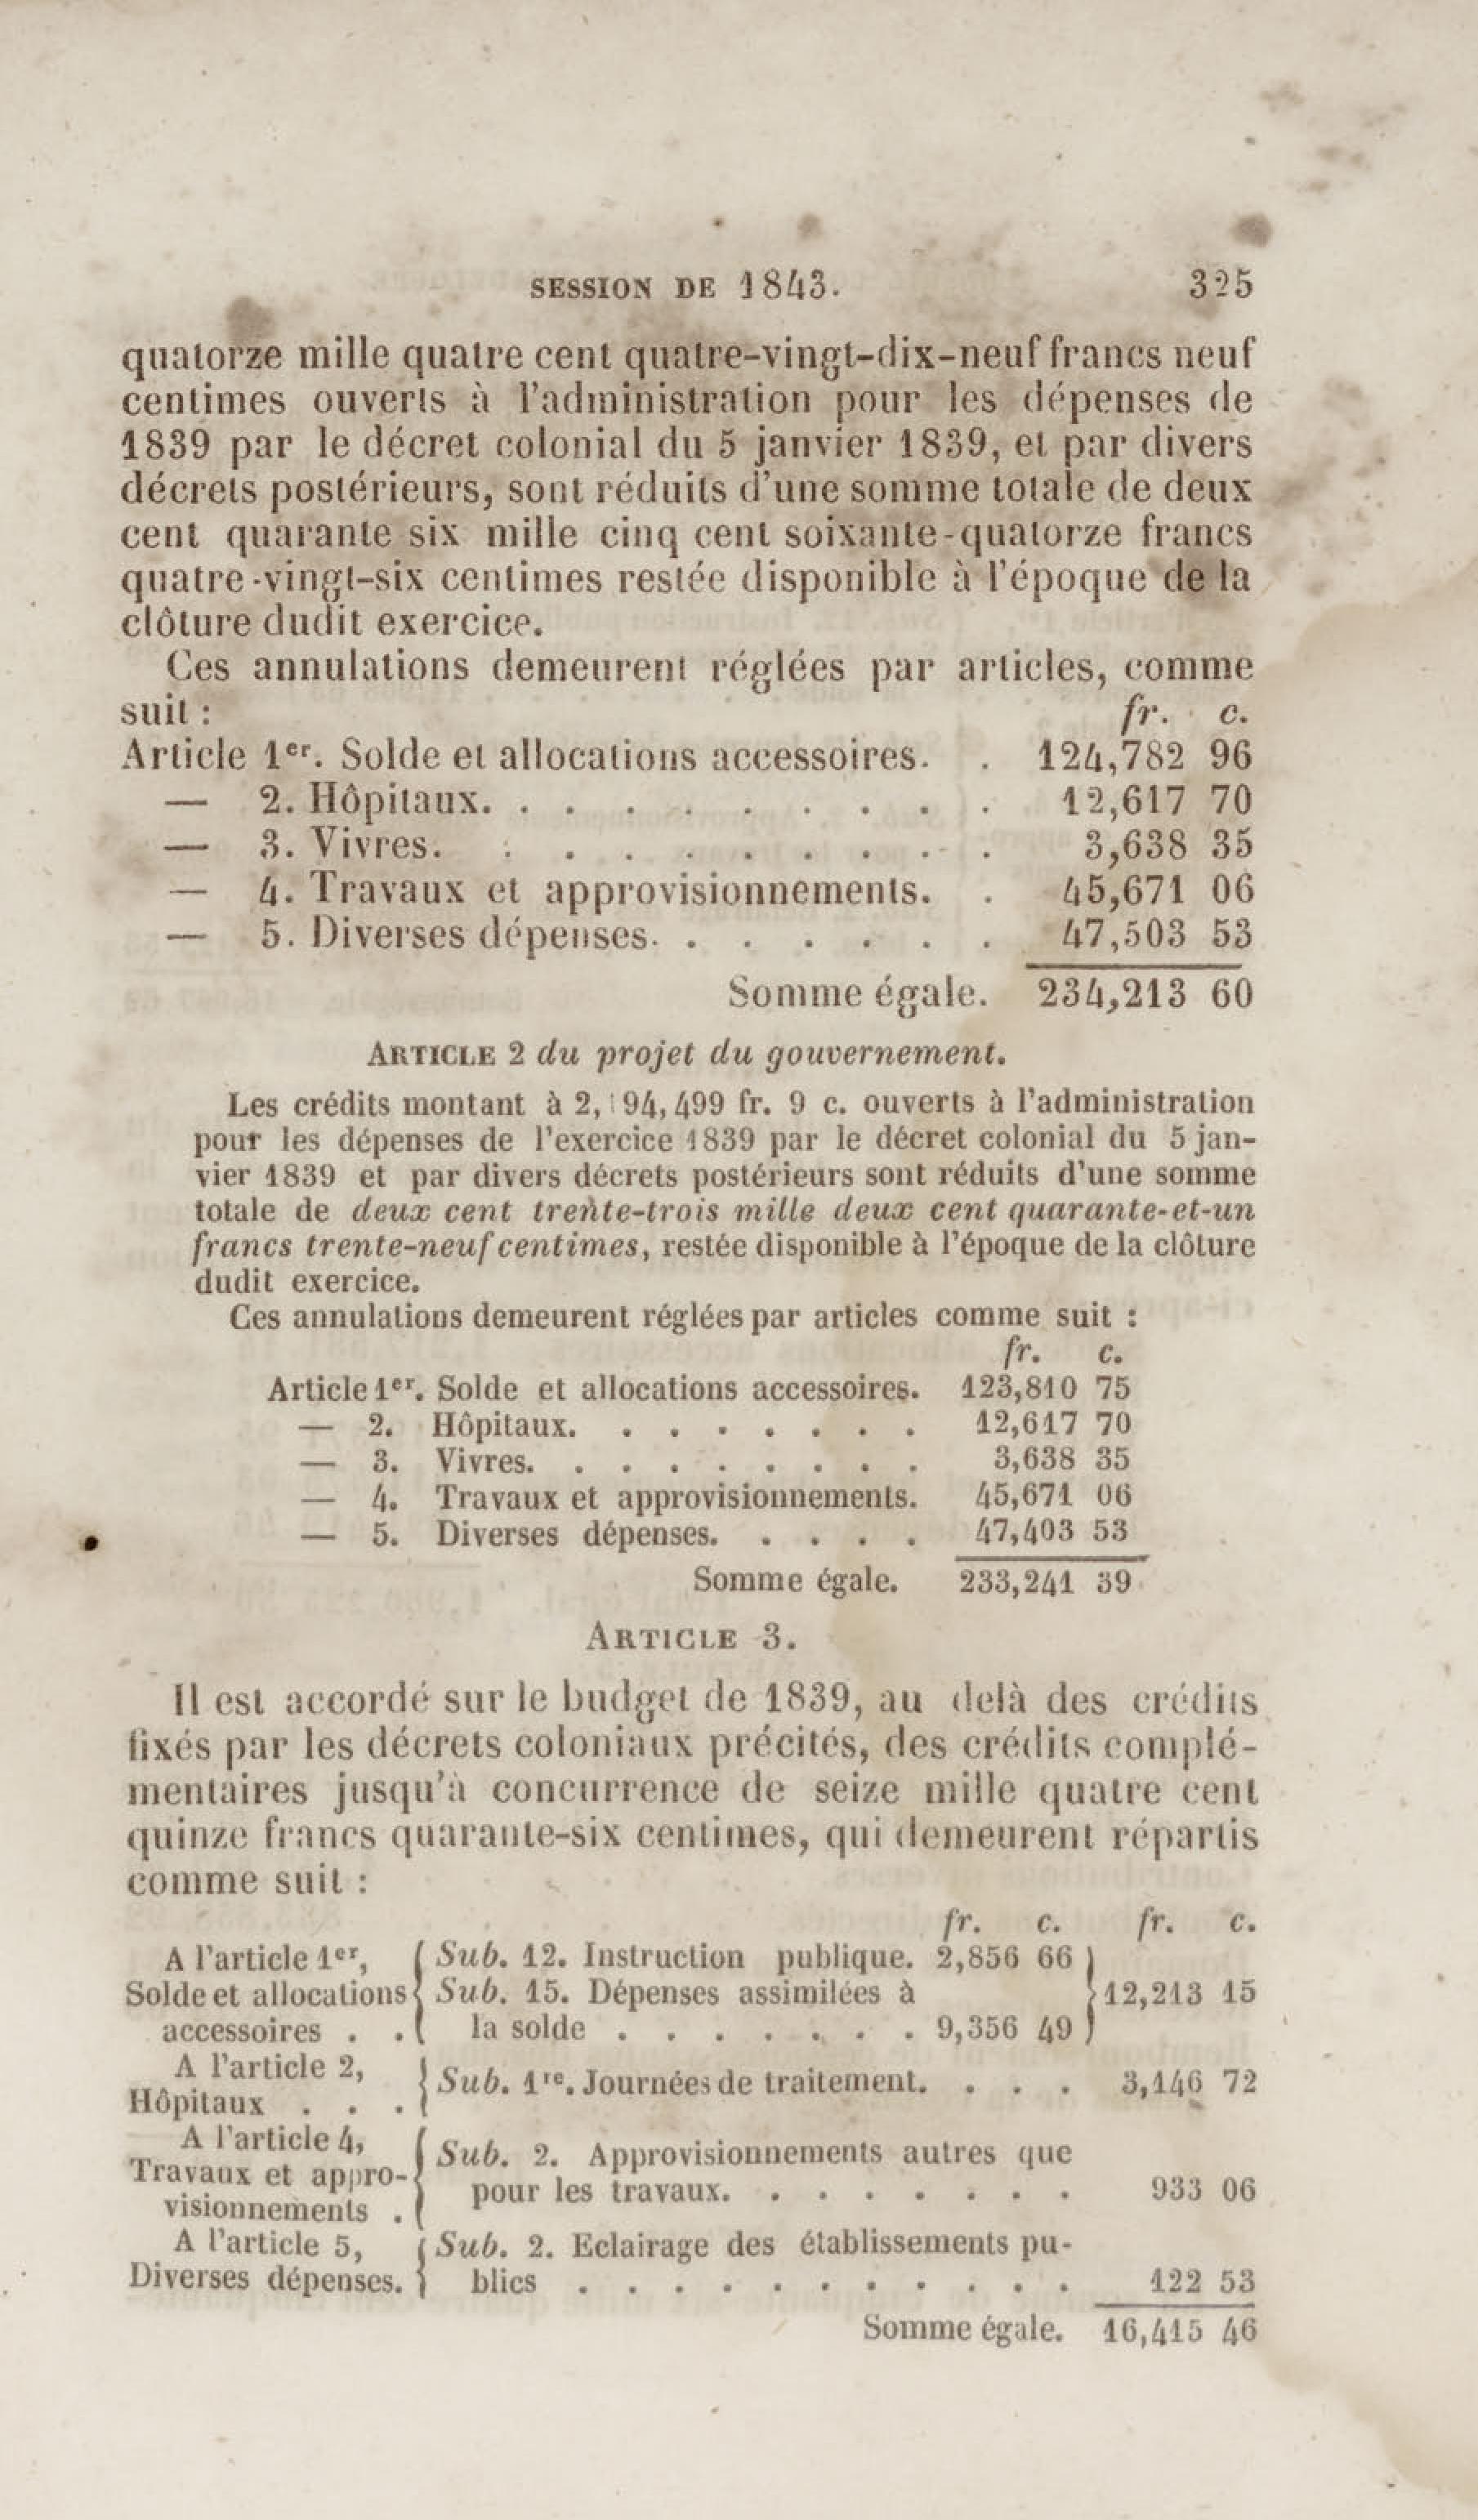 SESSION DE 1843. 325
quatorze mille quatre cent quatre-vingt-dix-neuf francs neuf
centimes ouverts à l'administration pour les dépenses de
1839 par le décret colonial du 5 janvier 1839, et par divers
décrets postérieurs, sont réduits d'une somme totale de deux
cent quarante six mille cinq cent soixante-quatorze francs
quatre-vingt-six centimes restée disponible à l'époque de la
clôture dudit exercice.
Ces annulations demeurent réglées par articles, comme
suit : fr. c.
Article 1er. Solde et allocations accessoires. . 124,782 96
— 2. Hôpitaux. . . . . . . . . . 12,617 70
— 3. Vivres. . . . . . . . . . 3,638 35
— 4. Travaux et approvisionnements. . 45,671 06
— 5. Diverses dépenses. . . . . . . 47,503 53
Somme égale. 234,213 60
ARTICLE 2 du projet du gouvernement.
Les crédits montant à 2, 94,499 fr. 9 c. ouverts à l'administration
pour les dépenses de l'exercice 1839 par le décret colonial du 5 jan-
vier 1839 et par divers décrets postérieurs sont réduits d'une somme
totale de deux cent trente-trois mille deux cent quarante-et-un
francs trente-neuf centimes, restée disponible à l'époque de la clôture
dudit exercice.
Ces annulations demeurent réglées par articles comme suit :
fr. c.
Article 1er. Solde et allocations accessoires. 123,810 75
— 2. Hôpitaux. . . . . . . . 12,617 70
— 3. Vivres. . . . . . . . . 3,638 35
— 4. Travaux et approvisionnements. 45,671 06
— 5. Diverses dépenses. . . . . 47,403 53
Somme égale. 233,241 39
ARTICLE 3.
Il est accordé sur le budget de 1839, au delà des crédits
fixés par les décrets coloniaux précités, des crédits complé-
mentaires jusqu'à concurrence de seize mille quatre cent
quinze francs quarante-six centimes, qui demeurent répartis
comme suit :
fr. c. fr. c.
A l'article 1er, Sub. 12. Instruction publique. 2,856 66
Solde et allocations Sub. 15. Dépenses assimilées à 12,213 15
accessoires . . la solde . . . . . . . 9,356 49
A l'article 2, Sub. 1re. Journées de traitement. . . . 3,146 72
Hôpitaux . . .
A l'article 4, Sub. 2. Approvisionnements autres que
Travaux et appro- pour les travaux. . . . . . . . 933 06
visionnements .
A l'article 5, Sub. 2. Eclairage des établissements pu-
Diverses dépenses. blics . . . . . . . . . . . 122 53
Somme égale. 16,415 46